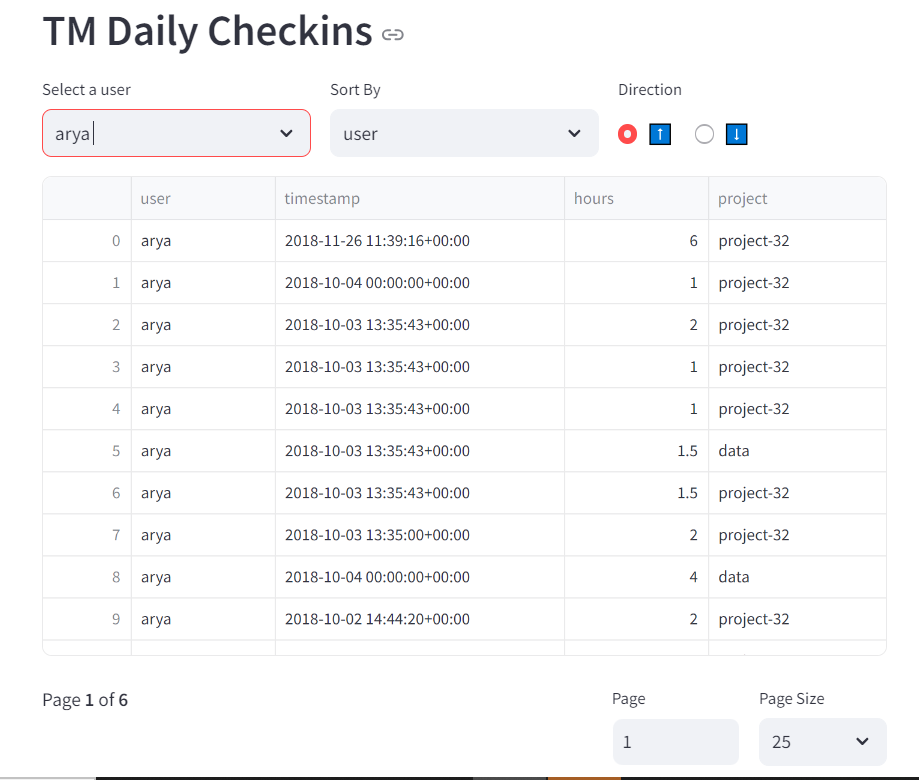 TM Daily Checkins
Select a user Sort By Direction
arya user ↑ ↓
user timestamp hours project
0 arya 2018-11-26 11:39:16+00:00 6 project-32
1 arya 2018-10-04 00:00:00+00:00 1 project-32
2 arya 2018-10-03 13:35:43+00:00 2 project-32
3 arya 2018-10-03 13:35:43+00:00 1 project-32
4 arya 2018-10-03 13:35:43+00:00 1 project-32
5 arya 2018-10-03 13:35:43+00:00 1.5 data
6 arya 2018-10-03 13:35:43+00:00 1.5 project-32
7 arya 2018-10-03 13:35:00+00:00 2 project-32
8 arya 2018-10-04 00:00:00+00:00 4 data
9 arya 2018-10-02 14:44:20+00:00 2 project-32
Page 1 of 6 Page Page Size
1 25